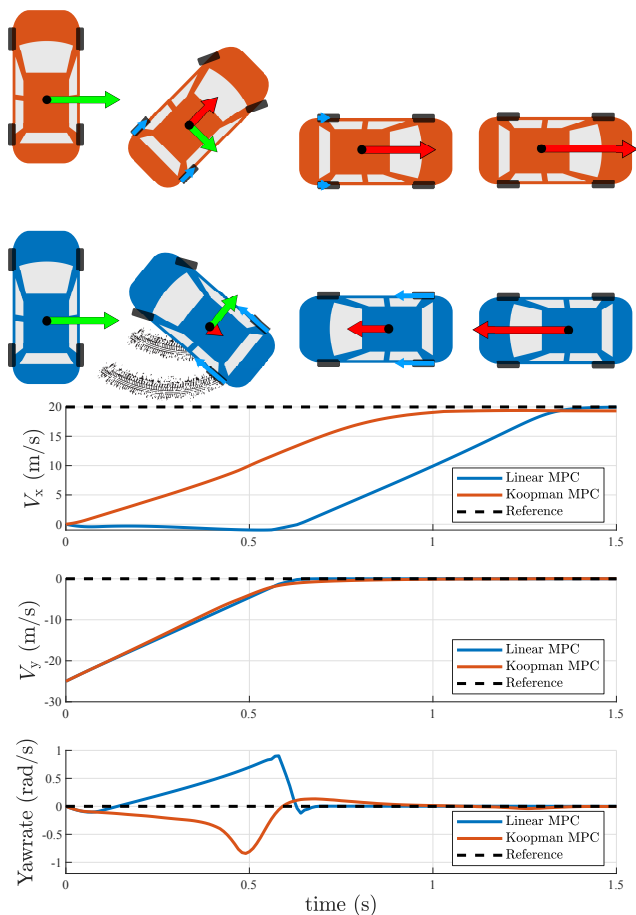 20
15
10
5
0
V_x (m/s)
Linear MPC
Koopman MPC
Reference
0
0.5
1
1.5
0
-10
-20
-30
V_y (m/s)
Linear MPC
Koopman MPC
Reference
0
0.5
1
1.5
1
0.5
0
-0.5
-1
Yawrate (rad/s)
Linear MPC
Koopman MPC
Reference
0
0.5
1
1.5
time (s)